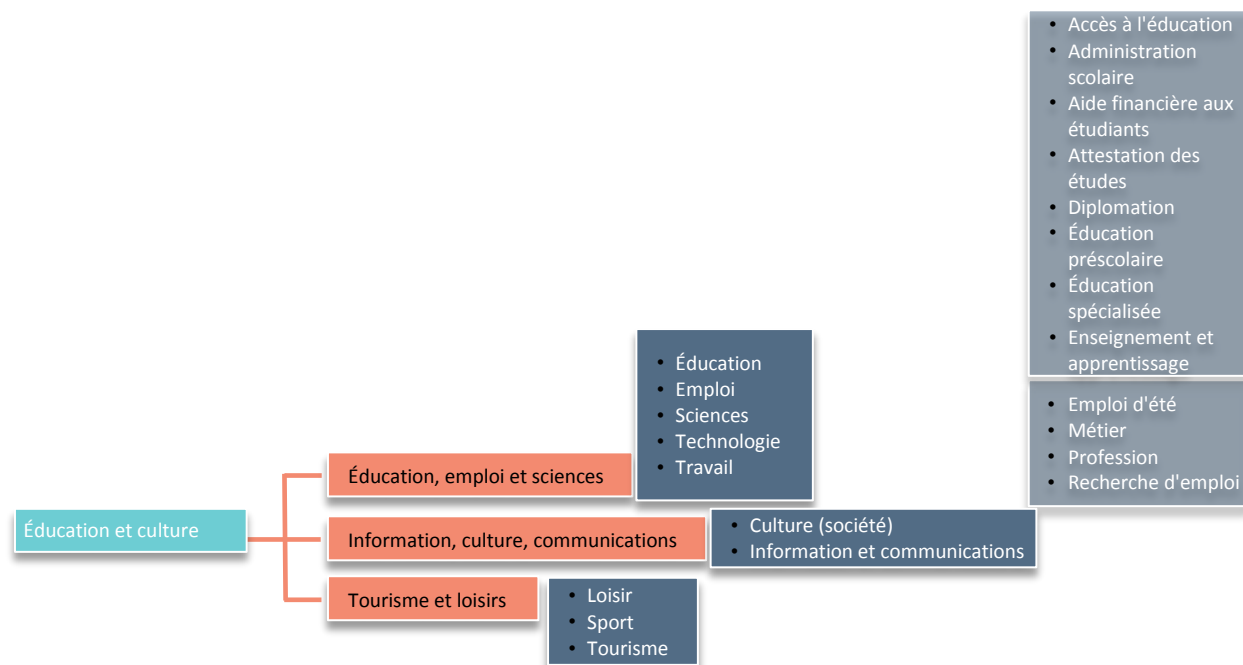 • Accès à l'éducation
• Administration
scolaire
• Aide financière aux
étudiants
• Attestation des
études
• Diplomation
• Éducation
préscolaire
• Éducation
spécialisée
• Enseignement et
apprentissage
• Emploi d'été
• Métier
• Profession
• Recherche d'emploi
• Éducation
• Emploi
• Sciences
• Technologie
• Travail
Éducation, emploi et sciences
Éducation et culture
Information, culture, communications
• Culture (société)
• Information et communications
Tourisme et loisirs
• Loisir
• Sport
• Tourisme